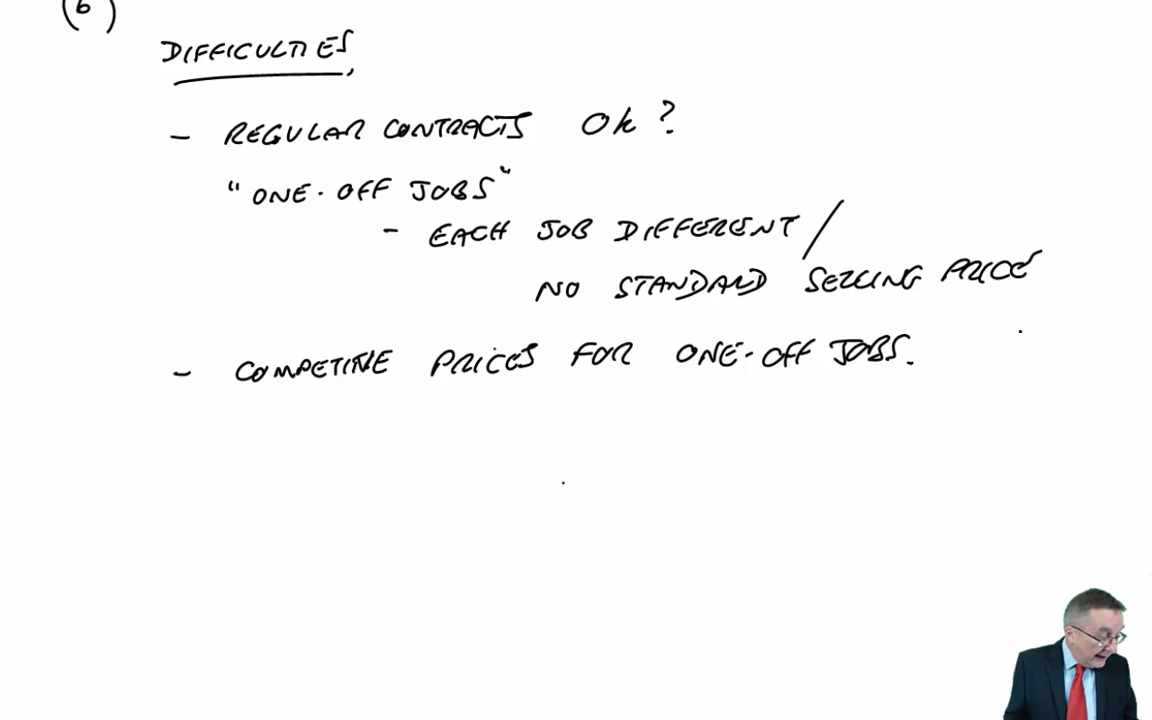 (b)
DIFFICULTIES,
- REGULAR CONTRACTS OK?
"ONE-OFF JOBS"
- EACH JOB DIFFERENT /
NO STANDARD SELLING PRICE
- COMPETITIVE PRICES FOR ONE-OFF JOBS.